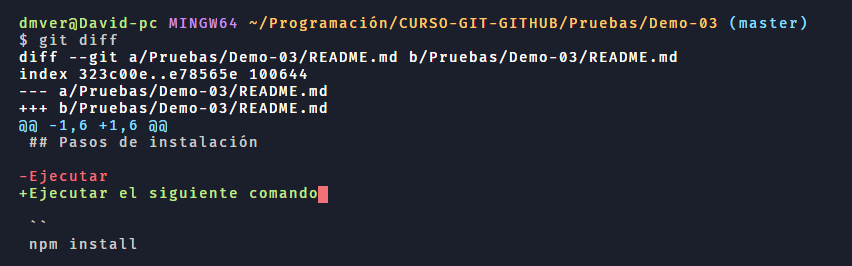 dmver@David-pc MINGW64 ~/Programación/CURSO-GIT-GITHUB/Pruebas/Demo-03 (master)
$ git diff
diff --git a/Pruebas/Demo-03/README.md b/Pruebas/Demo-03/README.md
index 323c00e..e78565e 100644
--- a/Pruebas/Demo-03/README.md
+++ b/Pruebas/Demo-03/README.md
@@ -1,6 +1,6 @@
 ## Pasos de instalación

-Ejecutar
+Ejecutar el siguiente comando

 ``
 npm install